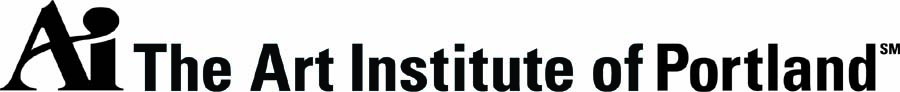 Ai The Art Institute of Portland℠